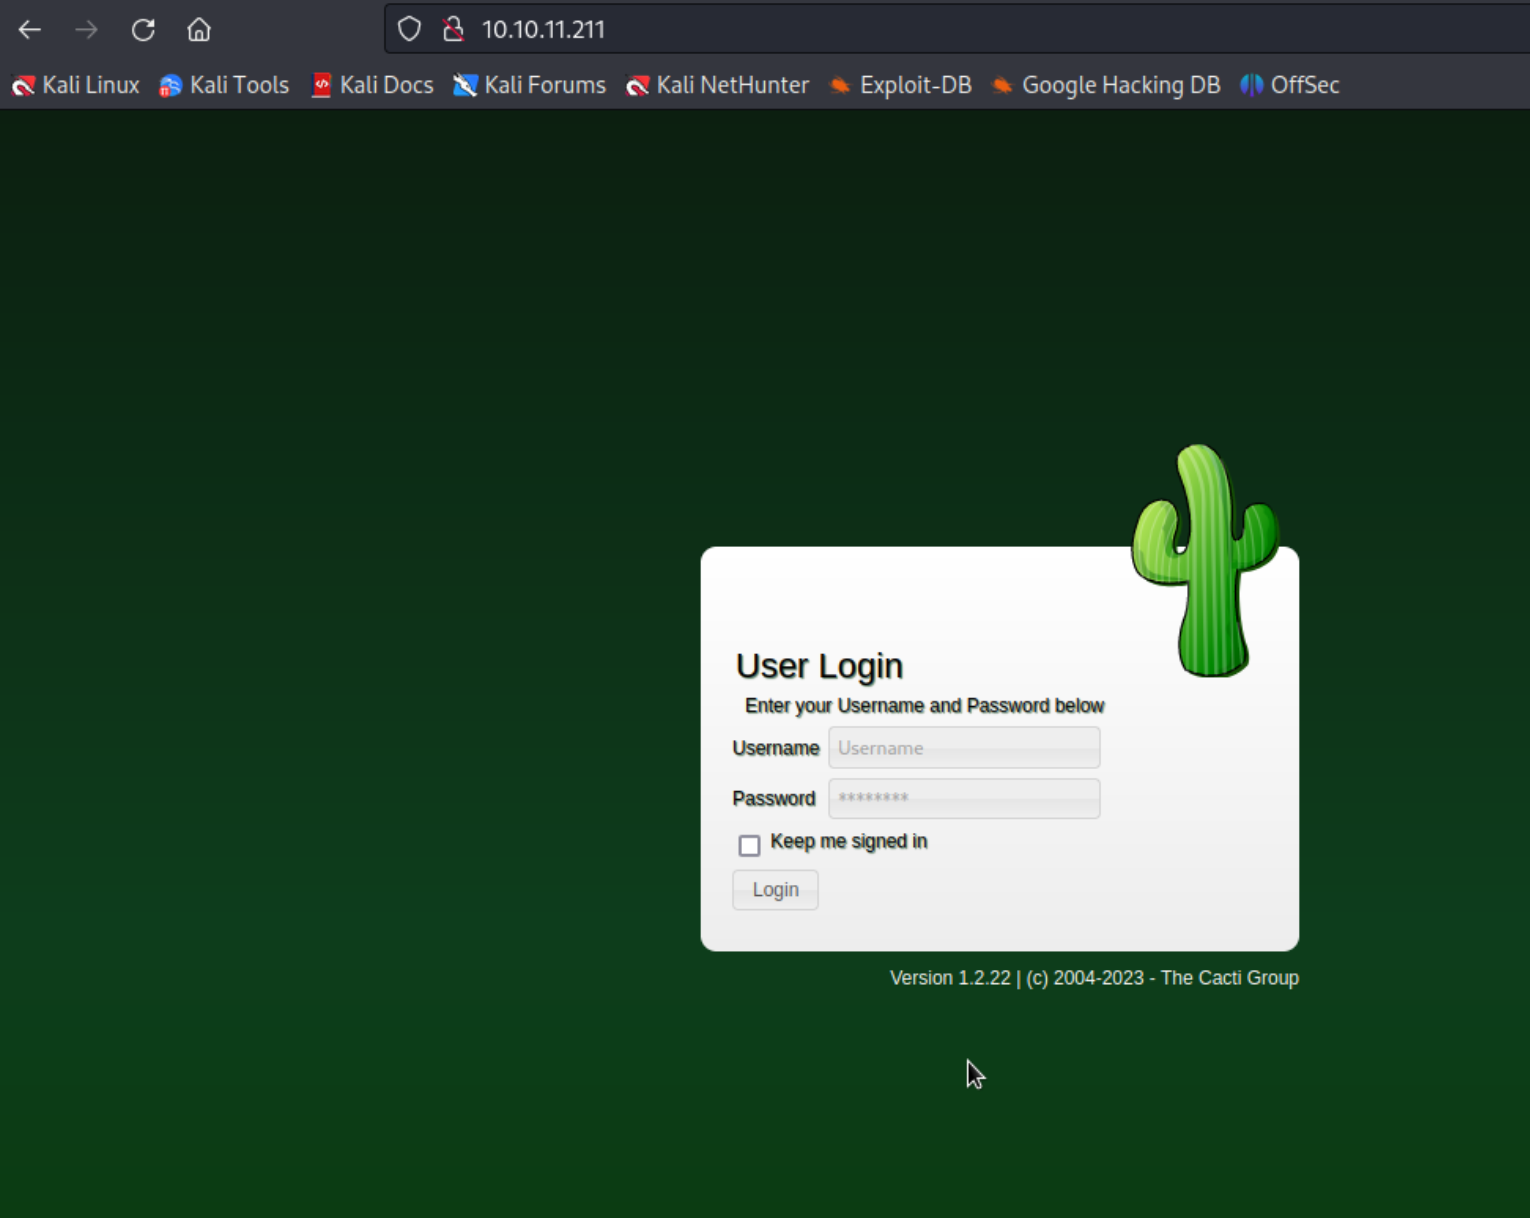 10.10.11.211
Kali Linux Kali Tools Kali Docs Kali Forums Kali NetHunter Exploit-DB Google Hacking DB OffSec
User Login
Enter your Username and Password below
Username Username
Password ********
Keep me signed in
Login
Version 1.2.22 | (c) 2004-2023 - The Cacti Group